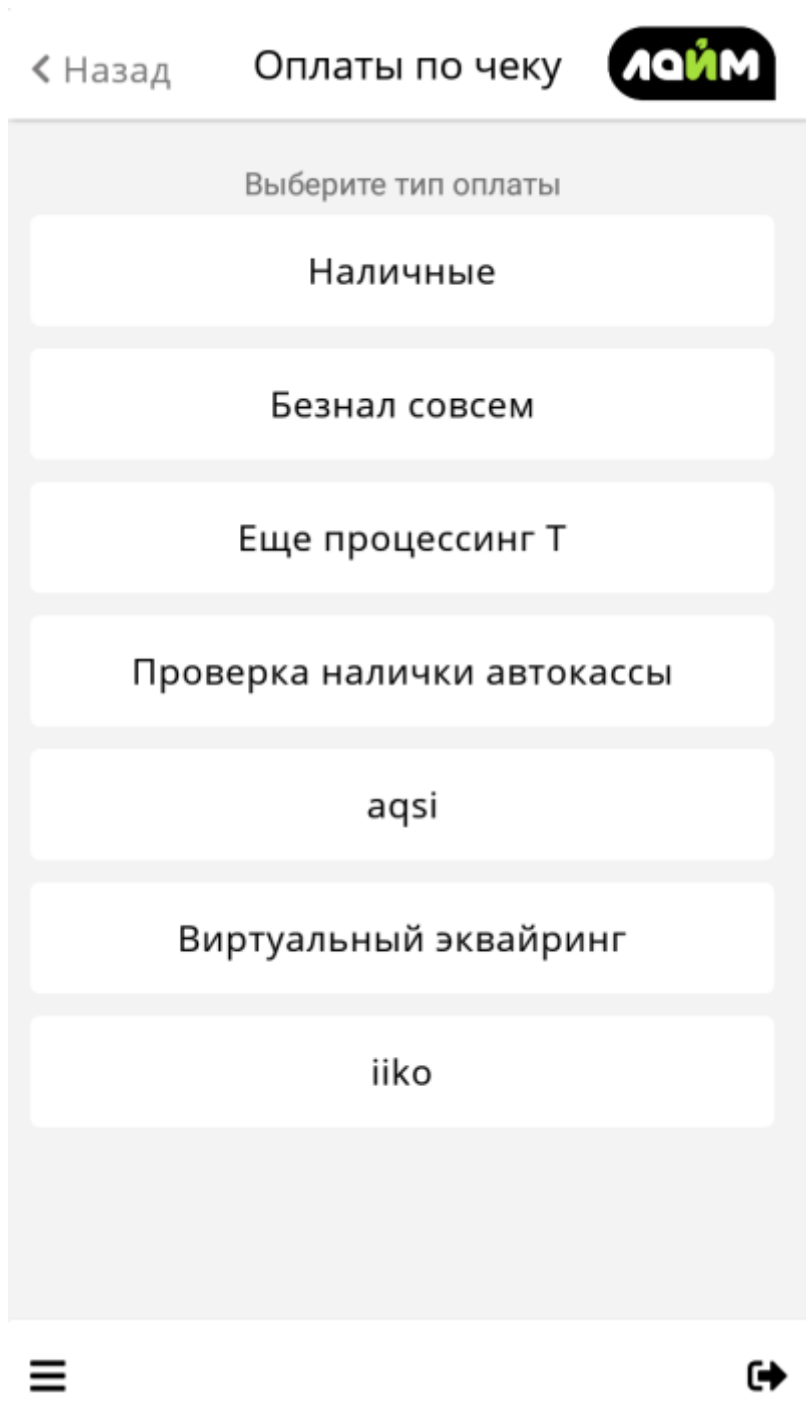 Назад
Оплаты по чеку
лайм
Выберите тип оплаты
Наличные
Безнал совсем
Еще процессинг Т
Проверка налички автокассы
aqsi
Виртуальный эквайринг
iiko